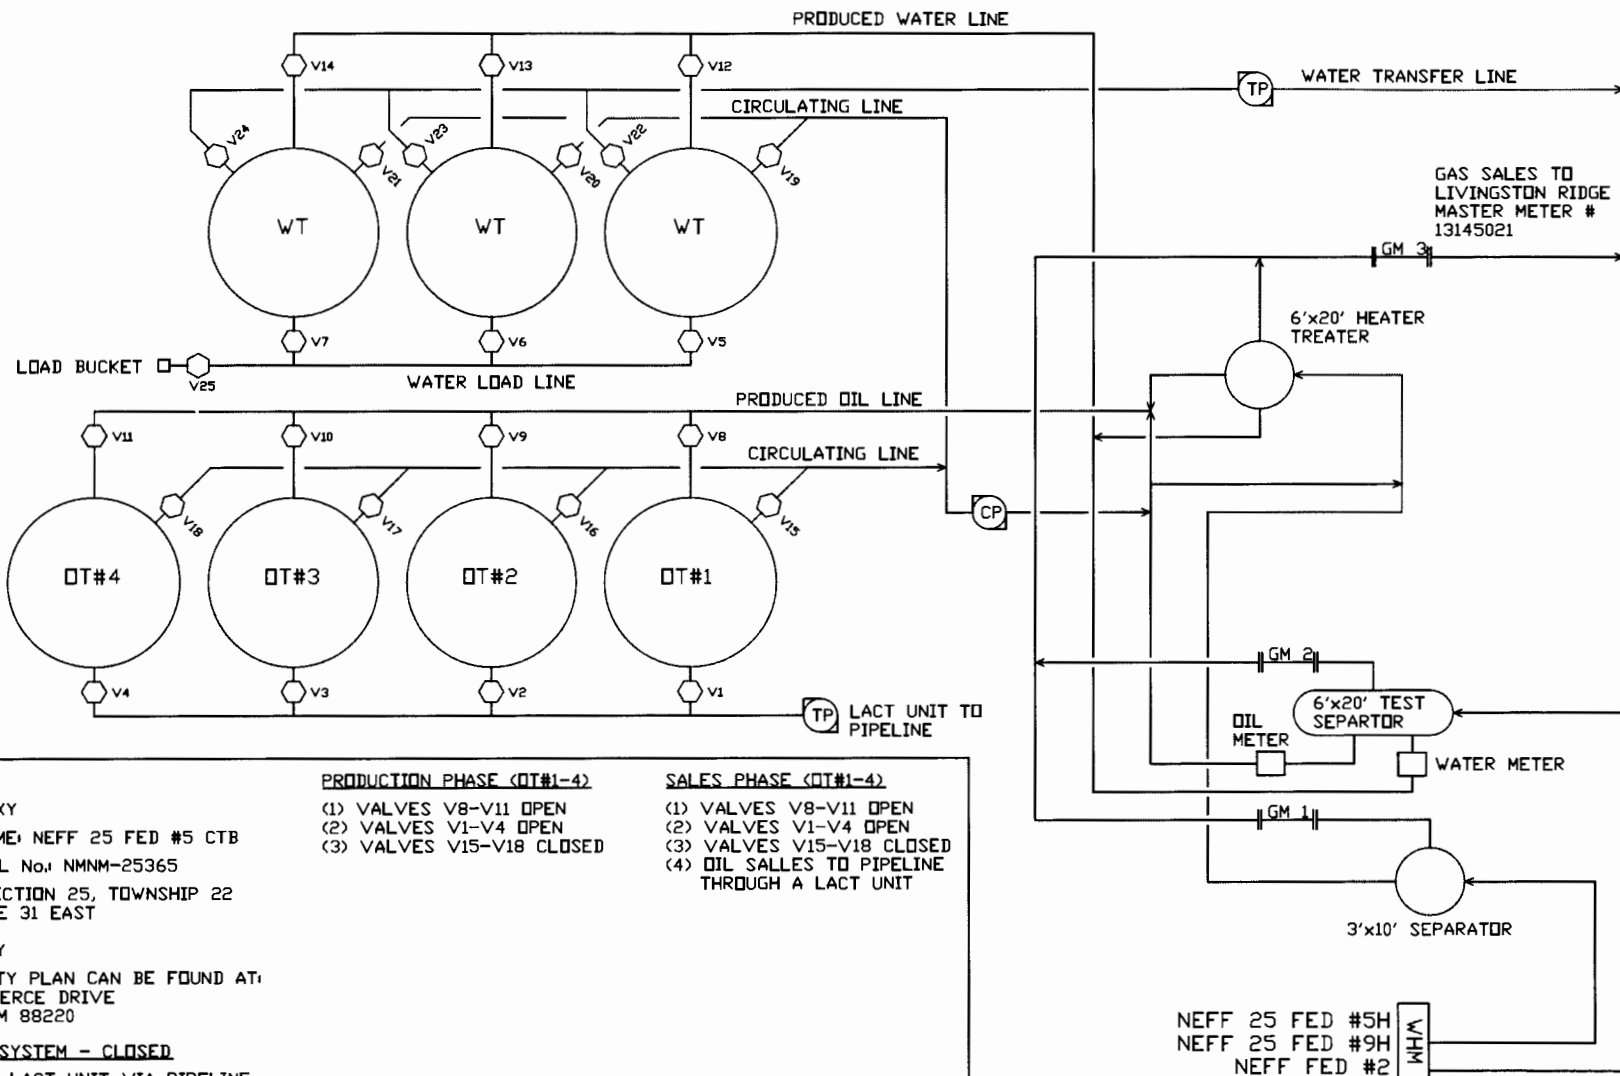 PRODUCED WATER LINE
V14
V13
V12
TP
WATER TRANSFER LINE
CIRCULATING LINE
V24
V21
V23
V20
V22
V19
WT
WT
WT
GAS SALES TO
LIVINGSTON RIDGE
MASTER METER #
13145021
GM 3
6'x20' HEATER
TREATER
V7
V6
V5
LOAD BUCKET
V25
WATER LOAD LINE
PRODUCED OIL LINE
V11
V10
V9
V8
CIRCULATING LINE
V18
V17
V16
V15
CP
OT#4
OT#3
OT#2
OT#1
V4
V3
V2
V1
TP
LACT UNIT TO
PIPELINE
GM 2
6'x20' TEST
SEPARTOR
OIL
METER
WATER METER
GM 1
3'x10' SEPARATOR
PRODUCTION PHASE (OT#1-4)
(1) VALVES V8-V11 OPEN
(2) VALVES V1-V4 OPEN
(3) VALVES V15-V18 CLOSED
SALES PHASE (OT#1-4)
(1) VALVES V8-V11 OPEN
(2) VALVES V1-V4 OPEN
(3) VALVES V15-V18 CLOSED
(4) OIL SALLES TO PIPELINE
THROUGH A LACT UNIT
XY
ME: NEFF 25 FED #5 CTB
L No.: NMNM-25365
ECTION 25, TOWNSHIP 22
E 31 EAST
Y
TY PLAN CAN BE FOUND AT:
ERCE DRIVE
M 88220
SYSTEM - CLOSED
LACT UNIT VIA PIPELINE
NEFF 25 FED #5H
NEFF 25 FED #9H
NEFF FED #2
WHM